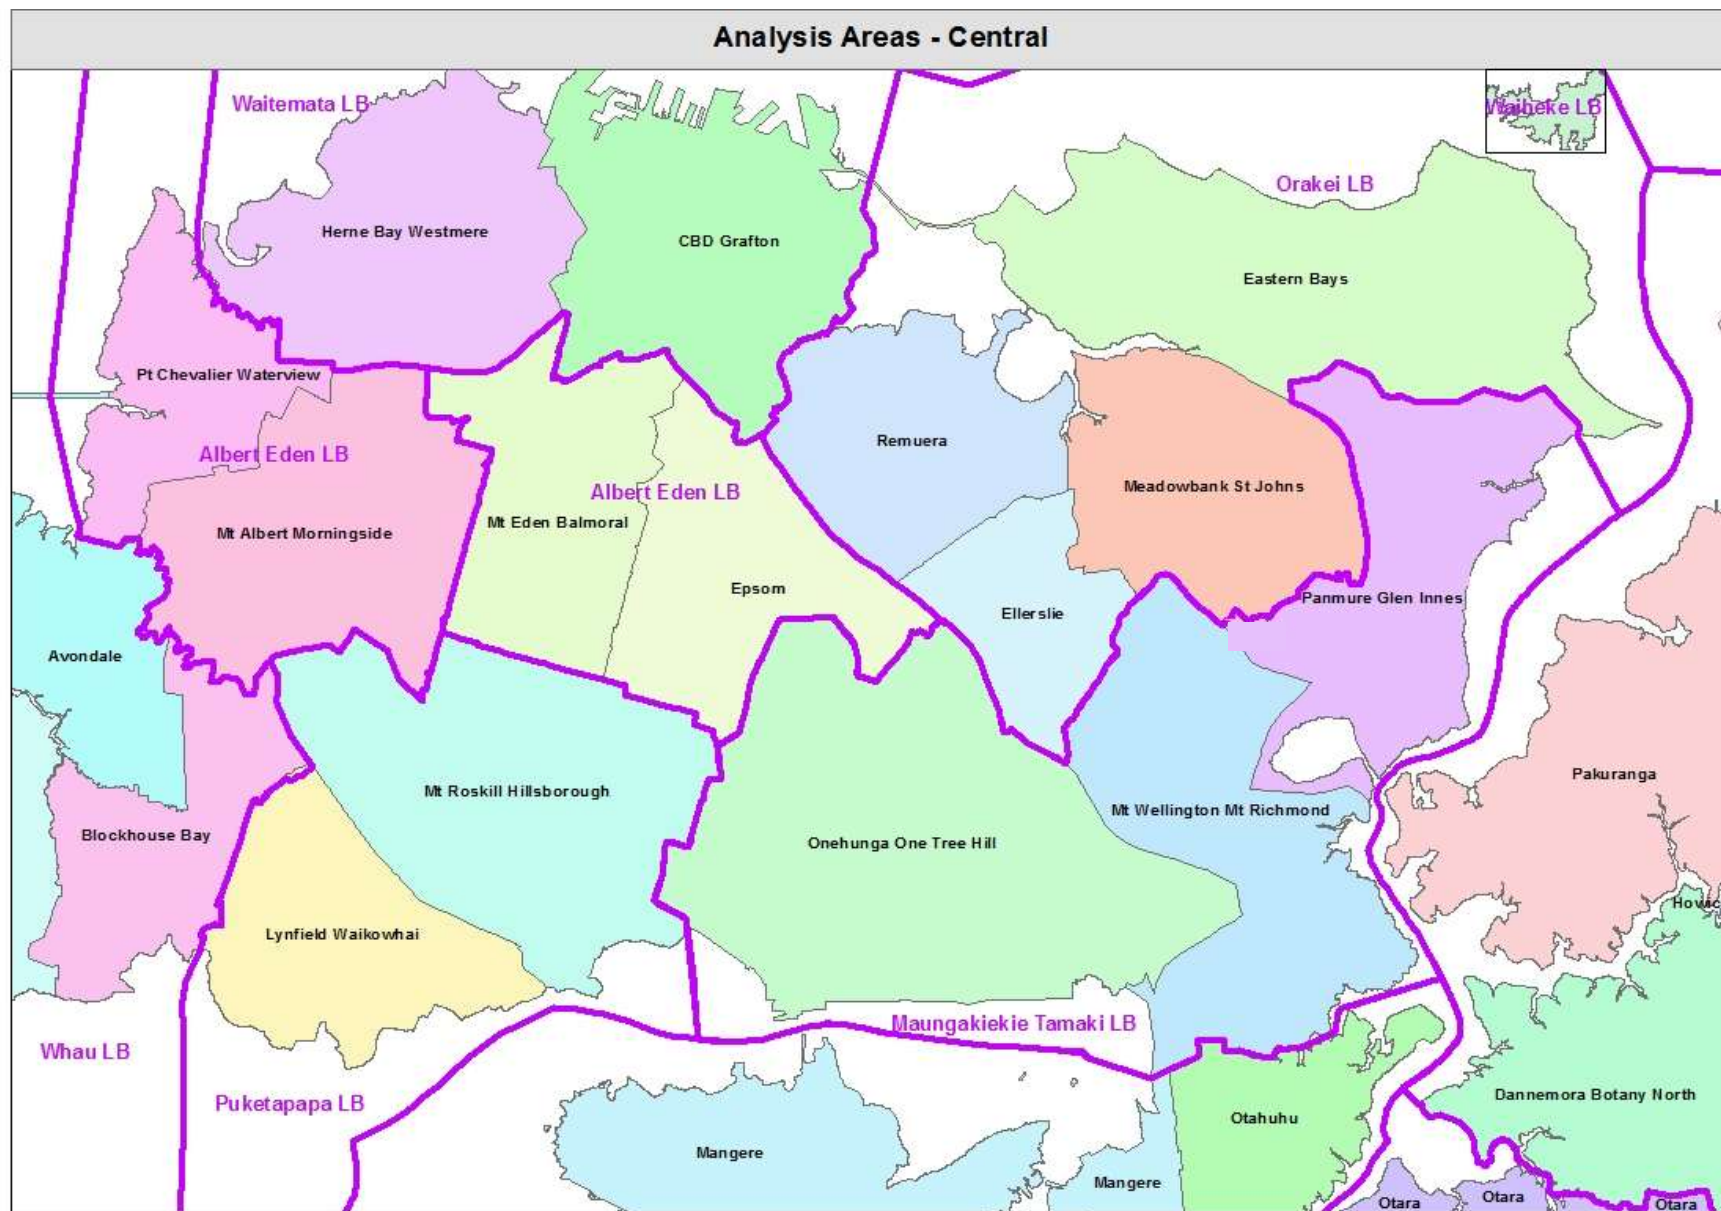 Analysis Areas - Central
Waitemata LB
Waiheke LB
Orakei LB
Herne Bay Westmere
CBD Grafton
Eastern Bays
Pt Chevalier Waterview
Albert Eden LB
Remuera
Meadowbank St Johns
Albert Eden LB
Mt Eden Balmoral
Mt Albert Morningside
Epsom
Ellerslie
Panmure Glen Innes
Avondale
Pakuranga
Mt Roskill Hillsborough
Mt Wellington Mt Richmond
Blockhouse Bay
Onehunga One Tree Hill
Howic
Lynfield Waikowhai
Maungakiekie Tamaki LB
Whau LB
Puketapapa LB
Dannemora Botany North
Otahuhu
Mangere
Mangere
Otara
Otara
Otara